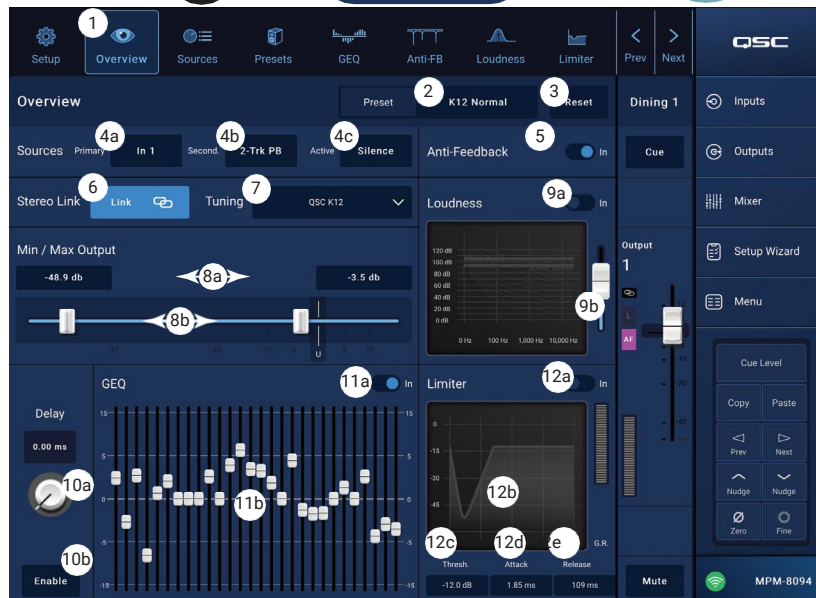 1
Setup Overview Sources Presets GEQ Anti-FB Loudness Limiter Prev Next QSC
Overview Preset 2 K12 Normal 3 Reset Dining 1 Inputs
Sources Primary 4a In 1 Second. 4b 2-Trk PB Active 4c Silence Anti-Feedback 5 In Cue Outputs
Stereo Link 6 Link Tuning 7 QSC K12 Loudness 9a In Mixer
Min / Max Output
-48.9 db 8a -3.5 db
8b
U
120 dB
100 dB
80 dB
60 dB
40 dB
20 dB
0 dB
0 Hz 100 Hz 1,000 Hz 10,000 Hz
9b
Output
1
L
AF
10
-10
-20
-40
Setup Wizard
Menu
Delay
0.00 ms
10a
10b
Enable
GEQ 11a In
15 15
5 5
0 0
-5 -5
-15 -15
11b
Limiter 12a In
0
-15
-30
-45
12b
G.R.
12c 12d e
Thresh. Attack Release
-12.0 dB 1.85 ms 109 ms
Mute
Cue Level
Copy Paste
Prev Next
Nudge Nudge
Zero Fine
MPM-8094